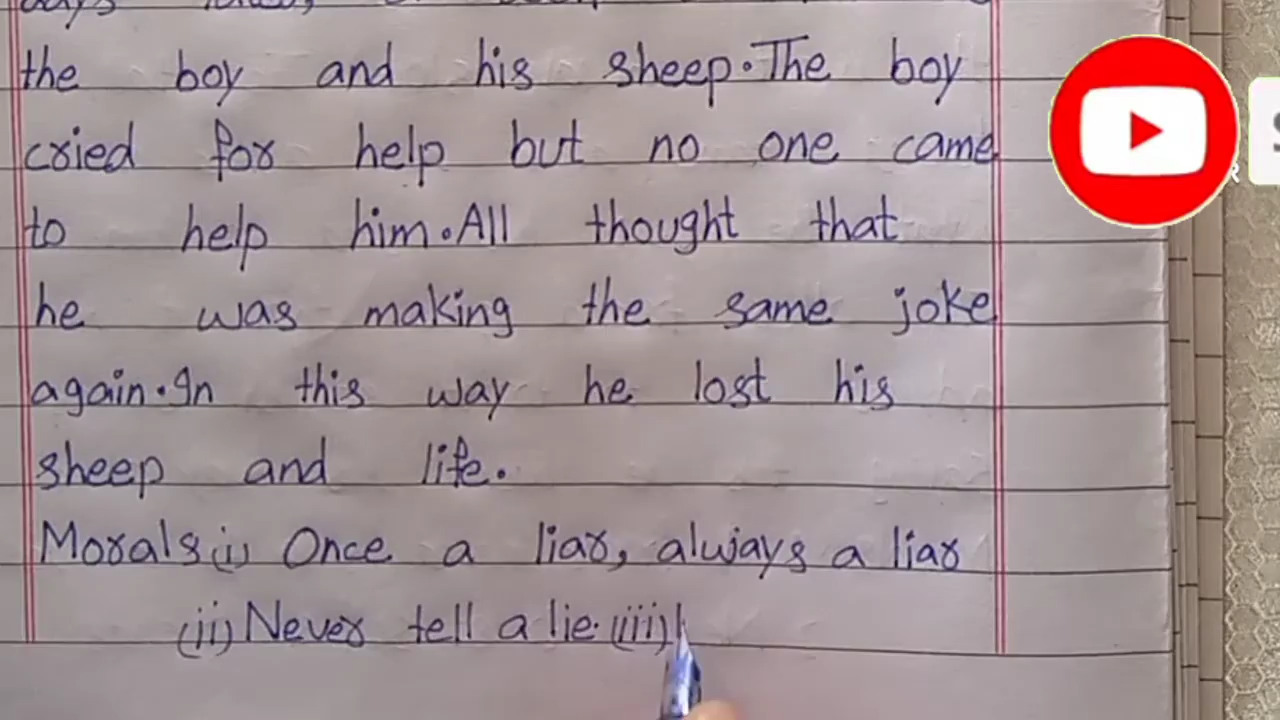 the boy and his sheep. The boy
cried for help but no one came
to help him. All thought that
he was making the same joke
again. In this way he lost his
sheep and life.
Morals (i) Once a liar, always a liar
(ii) Never tell a lie. (iii)